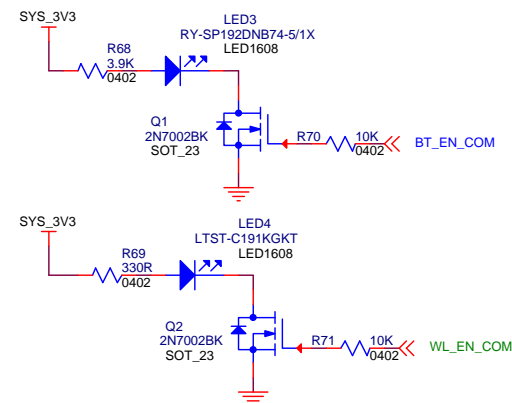 SYS_3V3
LED3
RY-SP192DNB74-5/1X
LED1608
R68
3.9K
0402
Q1
2N7002BK
SOT_23
R70
10K
0402
BT_EN_COM
SYS_3V3
LED4
LTST-C191KGKT
LED1608
R69
330R
0402
Q2
2N7002BK
SOT_23
R71
10K
0402
WL_EN_COM